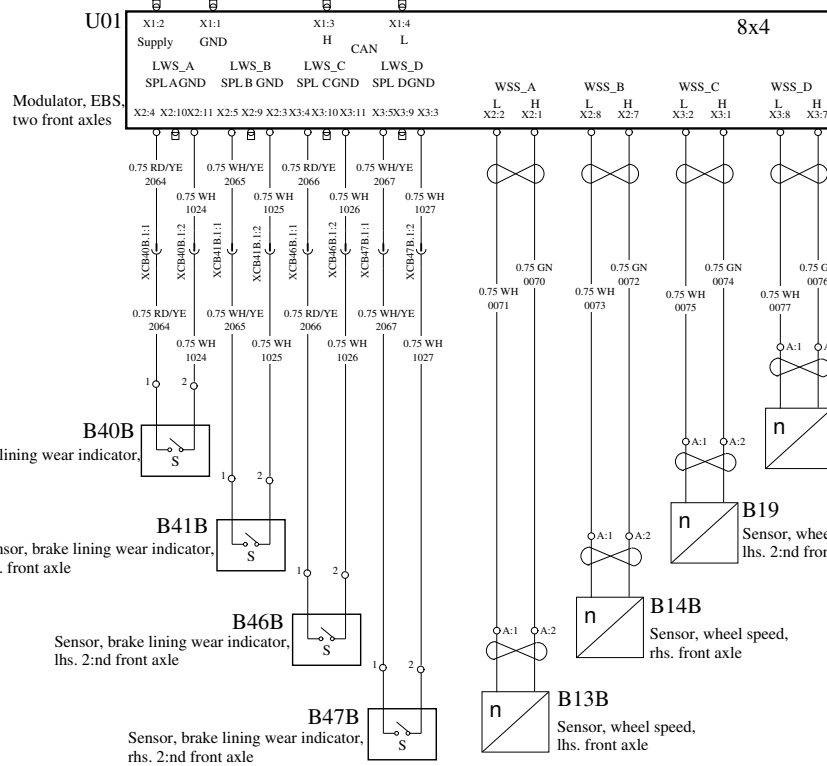 U01
X1:2 X1:1 X1:3 X1:4 8x4
Supply GND H CAN L
LWS_A LWS_B LWS_C LWS_D
SPL A GND SPL B GND SPL C GND SPL D GND
WSS_A WSS_B WSS_C WSS_D
L H L H L H L H
Modulator, EBS,
two front axles
X2:4 X2:10 X2:11 X2:5 X2:9 X2:3 X3:4 X3:10 X3:11 X3:5 X3:9 X3:3
X2:2 X2:1 X2:8 X2:7 X3:2 X3:1 X3:8 X3:7
0.75 RD/YE 0.75 WH/YE 0.75 RD/YE 0.75 WH/YE
2064 2065 2066 2067
0.75 WH 0.75 WH 0.75 WH 0.75 WH
1024 1025 1026 1027
XCB40B.1:1 XCB40B.1:2 XCB41B.1:1 XCB41B.1:2 XCB46B.1:1 XCB46B.1:2 XCB47B.1:1 XCB47B.1:2
0.75 GN 0.75 GN 0.75 GN 0.75 G
0070 0072 0074 0076
0.75 WH 0.75 WH 0.75 WH 0.75 WH
0071 0073 0075 0077
0.75 RD/YE 0.75 WH/YE 0.75 RD/YE 0.75 WH/YE
2064 2065 2066 2067
0.75 WH 0.75 WH 0.75 WH 0.75 WH
1024 1025 1026 1027
A:1 A
1 2
B40B
lining wear indicator,
S
n
A:1 A:2
1 2
B41B
nsor, brake lining wear indicator,
. front axle
S
n
B19
Sensor, whee
lhs. 2:nd fron
A:1 A:2
1 2
B46B
Sensor, brake lining wear indicator,
lhs. 2:nd front axle
S
n
B14B
Sensor, wheel speed,
rhs. front axle
A:1 A:2
1 2
B47B
Sensor, brake lining wear indicator,
rhs. 2:nd front axle
S
n
B13B
Sensor, wheel speed,
lhs. front axle